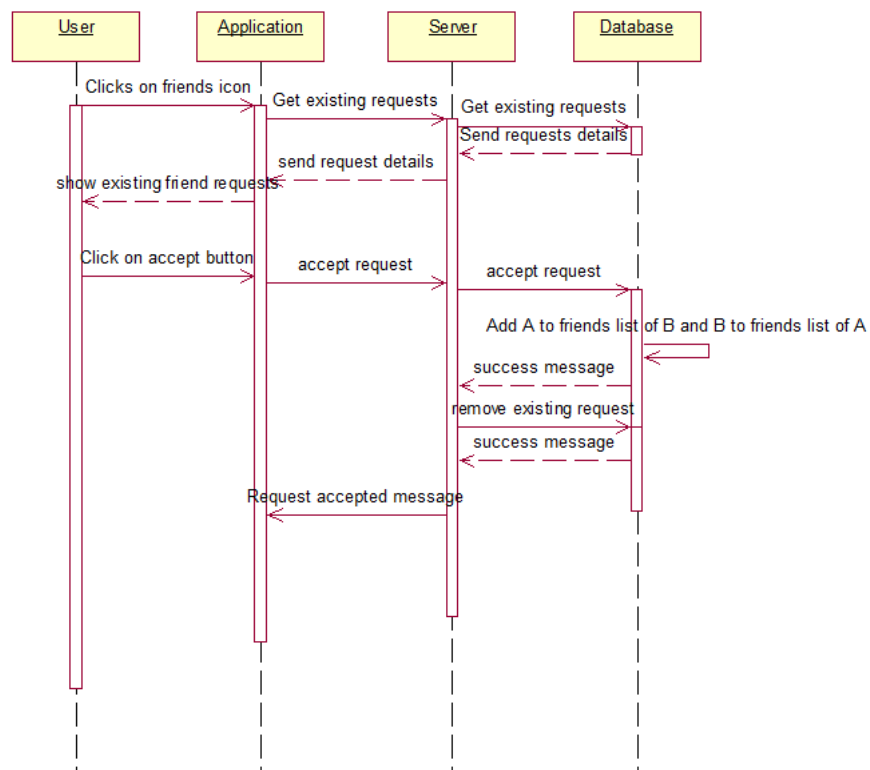 User
Application
Server
Database
Clicks on friends icon
Get existing requests
Get existing requests
Send requests details
send request details
show existing friend requests
Click on accept button
accept request
accept request
Add A to friends list of B and B to friends list of A
success message
remove existing request
success message
Request accepted message